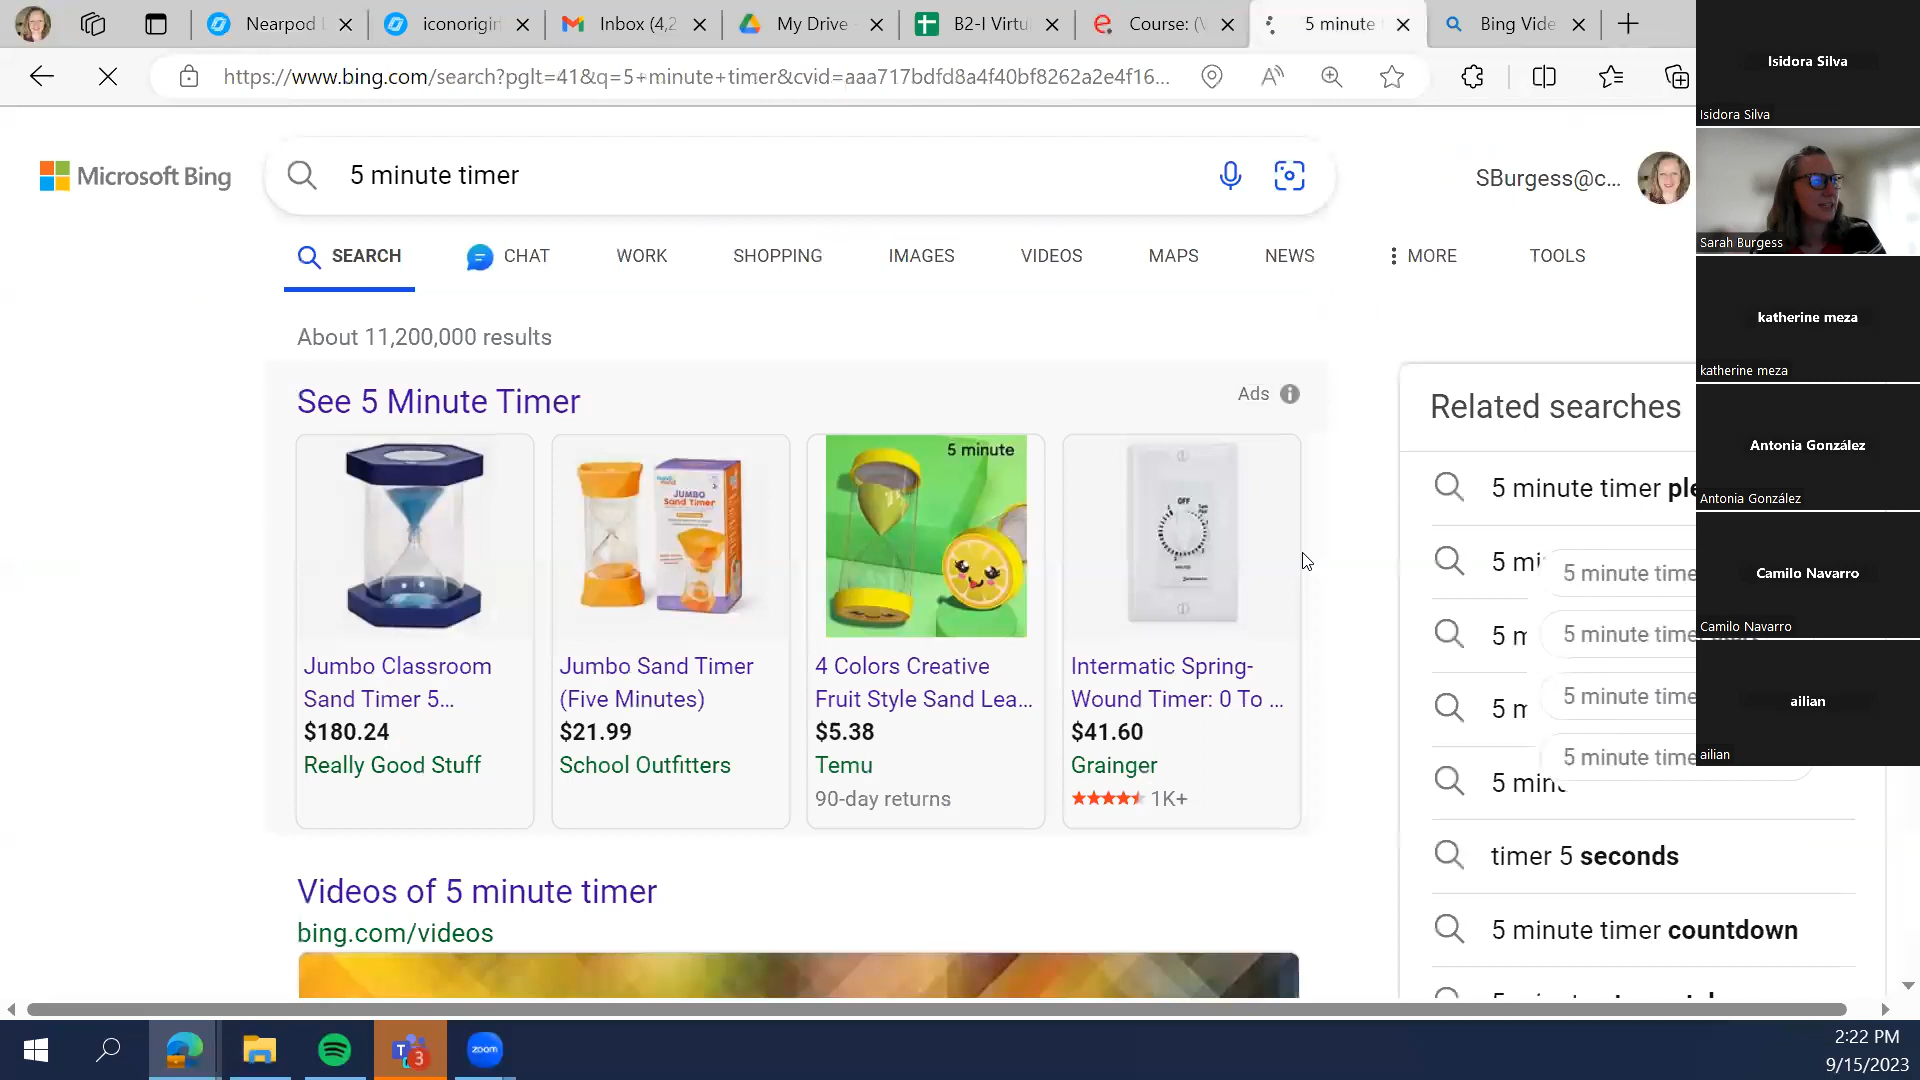 Nearpod
iconorigin
Inbox (4,2
My Drive
B2-I Virtu
Course: (V
5 minute
Bing Vide
https://www.bing.com/search?pglt=41&q=5+minute+timer&cvid=aaa717bdfd8a4f40bf8262a2e4f16...
Microsoft Bing
5 minute timer
SBurgess@c...
SEARCH
CHAT
WORK
SHOPPING
IMAGES
VIDEOS
MAPS
NEWS
MORE
TOOLS
About 11,200,000 results
See 5 Minute Timer
Ads
5 minute
JUMBO
Sand Timer
OFF
Jumbo Classroom
Sand Timer 5...
$180.24
Really Good Stuff
Jumbo Sand Timer
(Five Minutes)
$21.99
School Outfitters
4 Colors Creative
Fruit Style Sand Lea...
$5.38
Temu
90-day returns
Intermatic Spring-
Wound Timer: 0 To ...
$41.60
Grainger
1K+
Videos of 5 minute timer
bing.com/videos
Related searches
5 minute timer ple
5 mi
5 minute time
5 m
5 minute time
5 m
5 minute time
5 minute time
5 minu
timer 5 seconds
5 minute timer countdown
Isidora Silva
Isidora Silva
Sarah Burgess
katherine meza
katherine meza
Antonia González
Antonia González
Camilo Navarro
Camilo Navarro
ailian
ailian
T
3
zoom
2:22 PM
9/15/2023